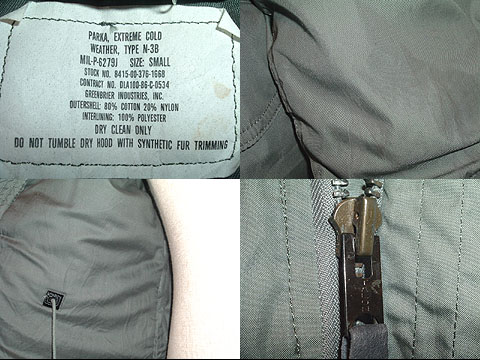 PARKA, EXTREME COLD
WEATHER, TYPE N-3B
MIL-P-6279J SIZE: SMALL
STOCK NO. 8415-00-376-1668
CONTRACT NO. DLA100-86-C-0534
GREENBRIER INDUSTRIES, INC.
OUTERSHELL: 80% COTTON 20% NYLON
INTERLINING: 100% POLYESTER
DRY CLEAN ONLY
DO NOT TUMBLE DRY HOOD WITH SYNTHETIC FUR TRIMMING